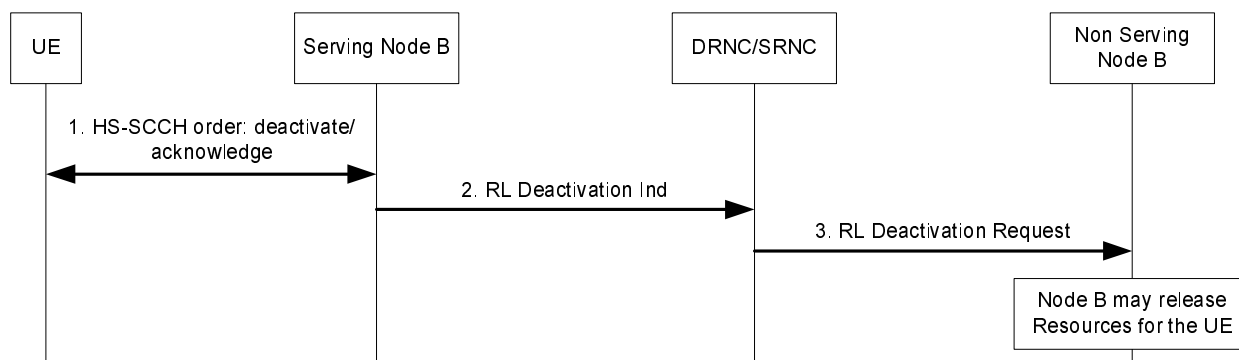 UE
Serving Node B
DRNC/SRNC
Non Serving
Node B
1. HS-SCCH order: deactivate/
acknowledge
2. RL Deactivation Ind
3. RL Deactivation Request
Node B may release
Resources for the UE